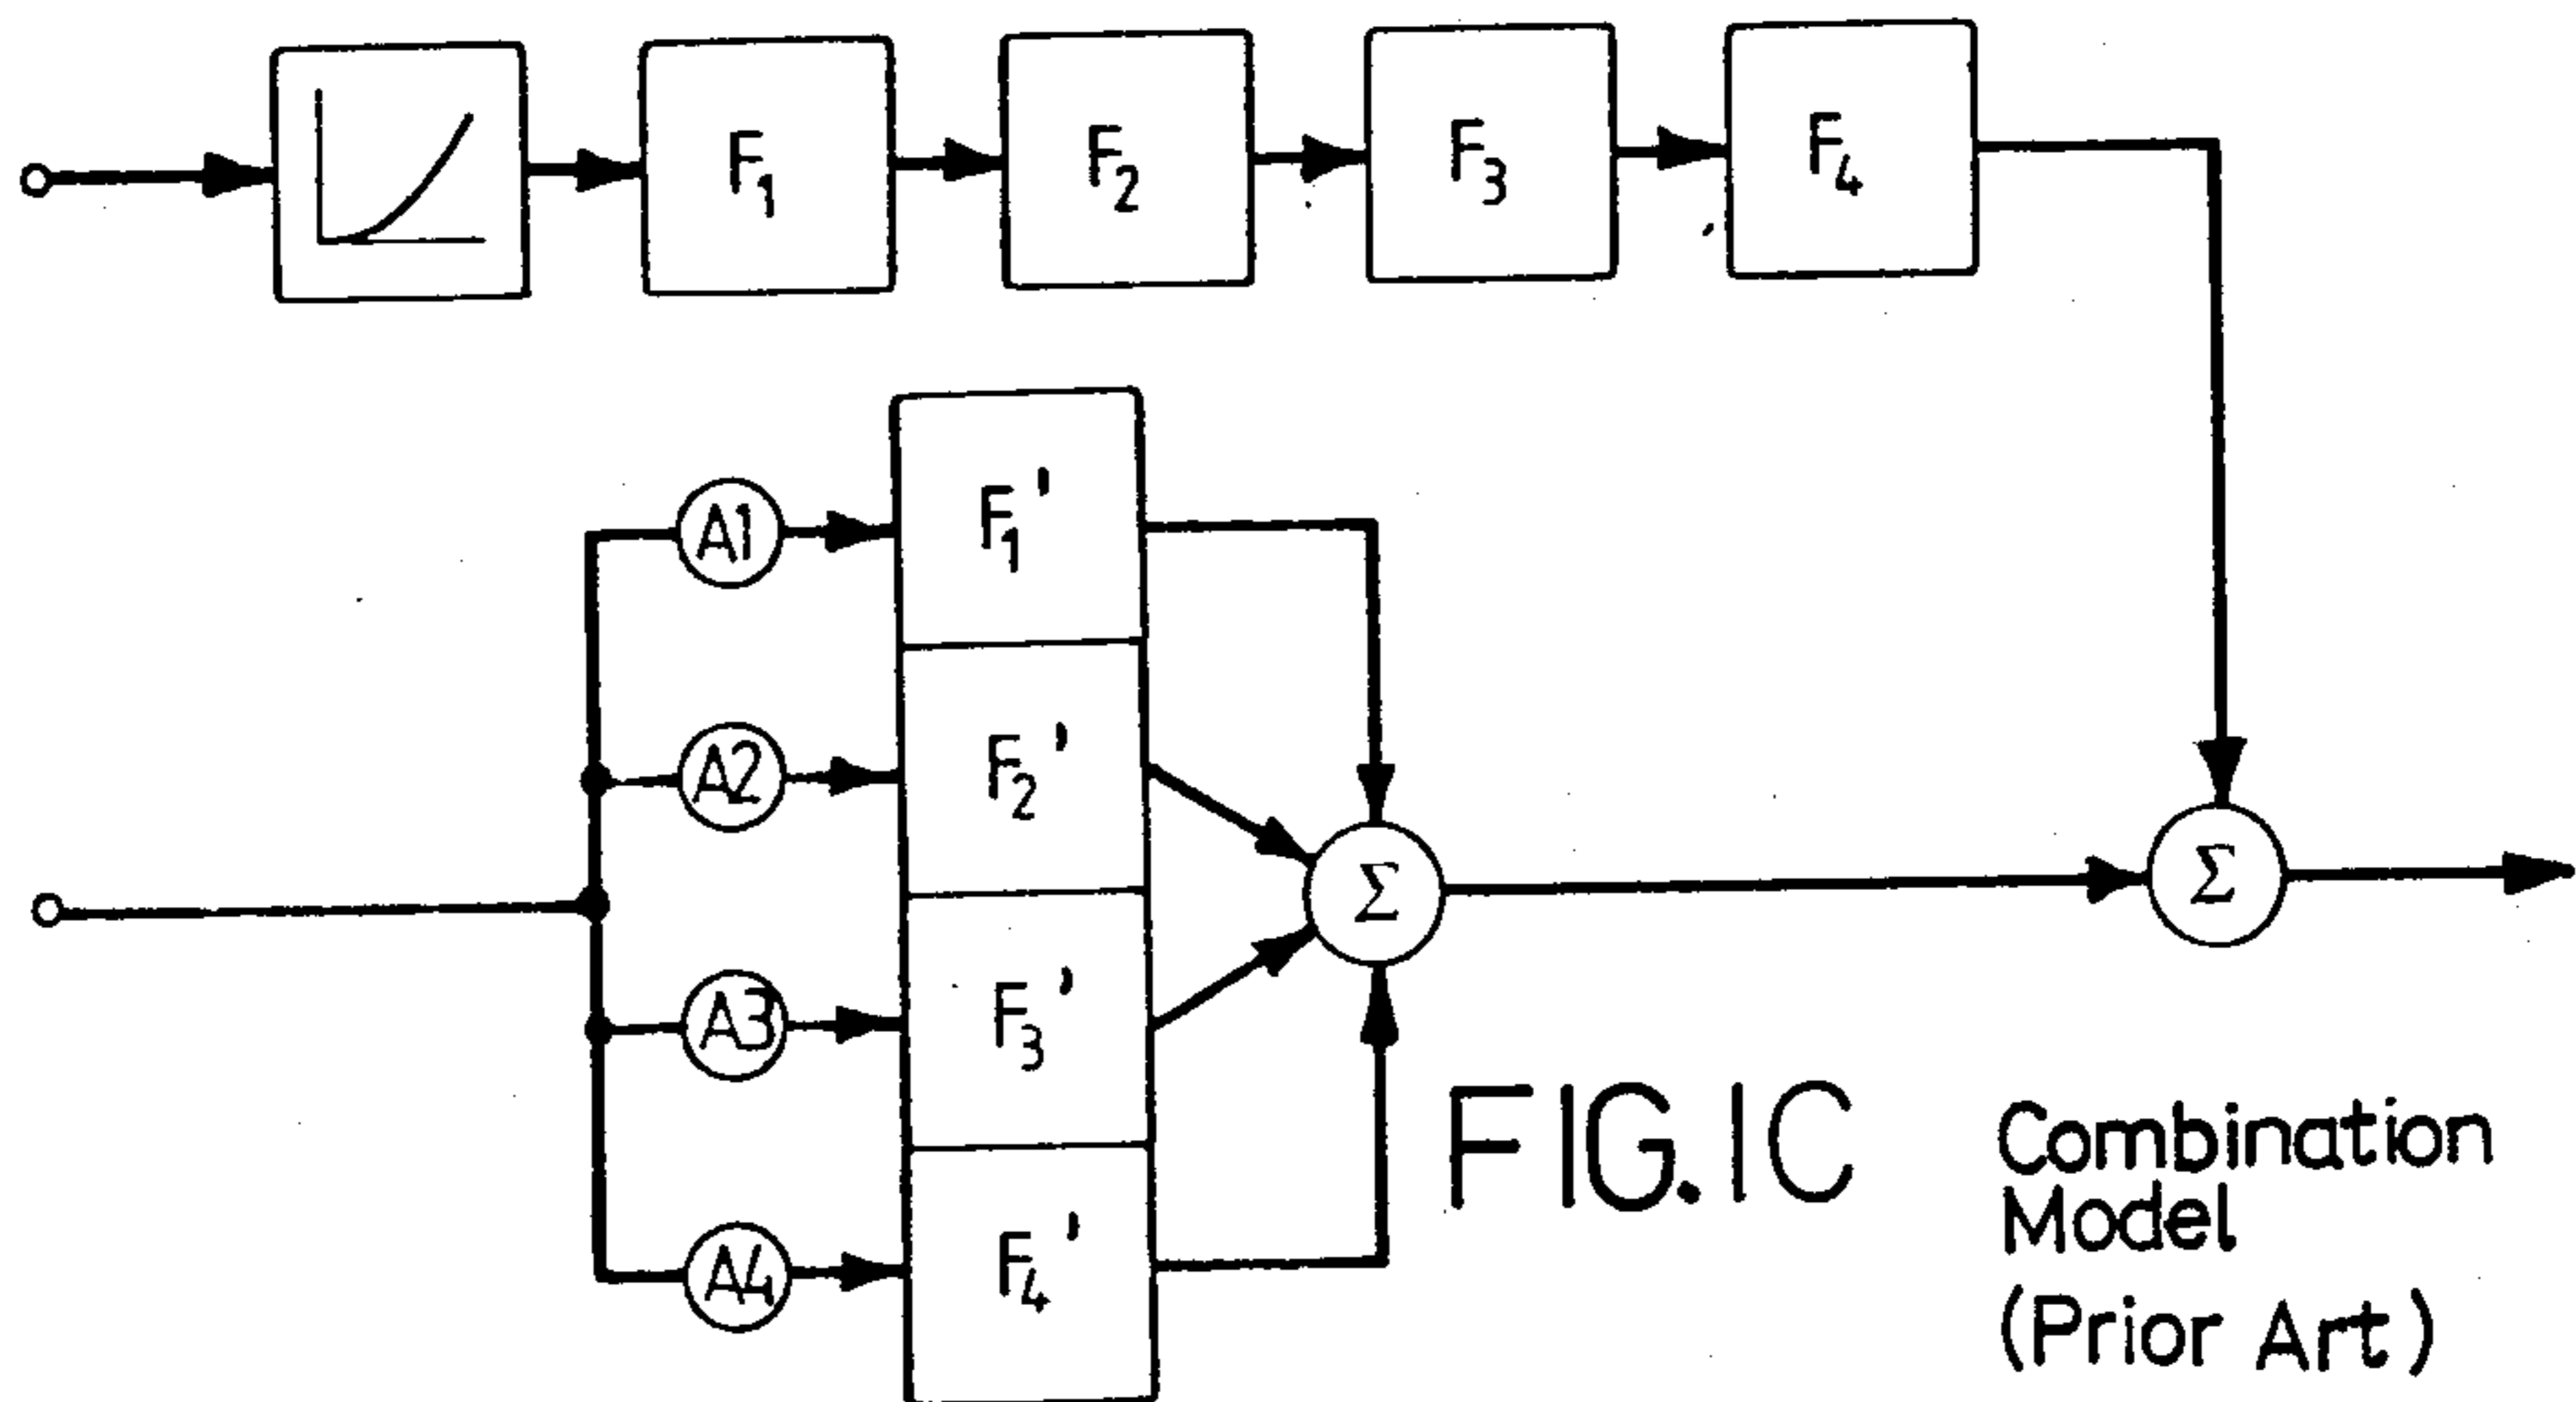 F₁ F₂ F₃ F₄
A1 F₁'
A2 F₂'
Σ Σ
A3 F₃'
A4 F₄'
FIG.1C
Combination
Model
(Prior Art)